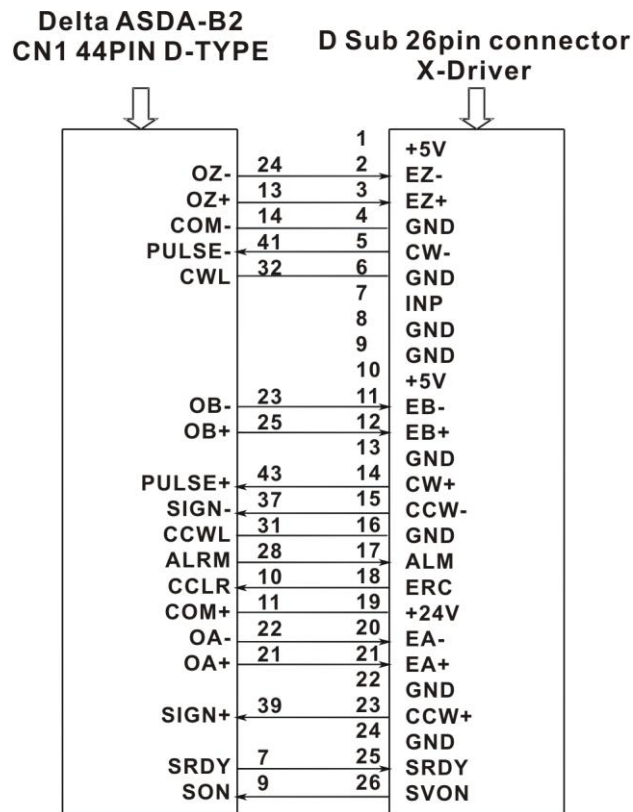 Delta ASDA-B2
CN1 44PIN D-TYPE
D Sub 26pin connector
X-Driver
1 +5V
OZ- 24 2 EZ-
OZ+ 13 3 EZ+
COM- 14 4 GND
PULSE- 41 5 CW-
CWL 32 6 GND
7 INP
8 GND
9 GND
10 +5V
OB- 23 11 EB-
OB+ 25 12 EB+
13 GND
PULSE+ 43 14 CW+
SIGN- 37 15 CCW-
CCWL 31 16 GND
ALRM 28 17 ALM
CCLR 10 18 ERC
COM+ 11 19 +24V
OA- 22 20 EA-
OA+ 21 21 EA+
22 GND
SIGN+ 39 23 CCW+
24 GND
SRDY 7 25 SRDY
SON 9 26 SVON